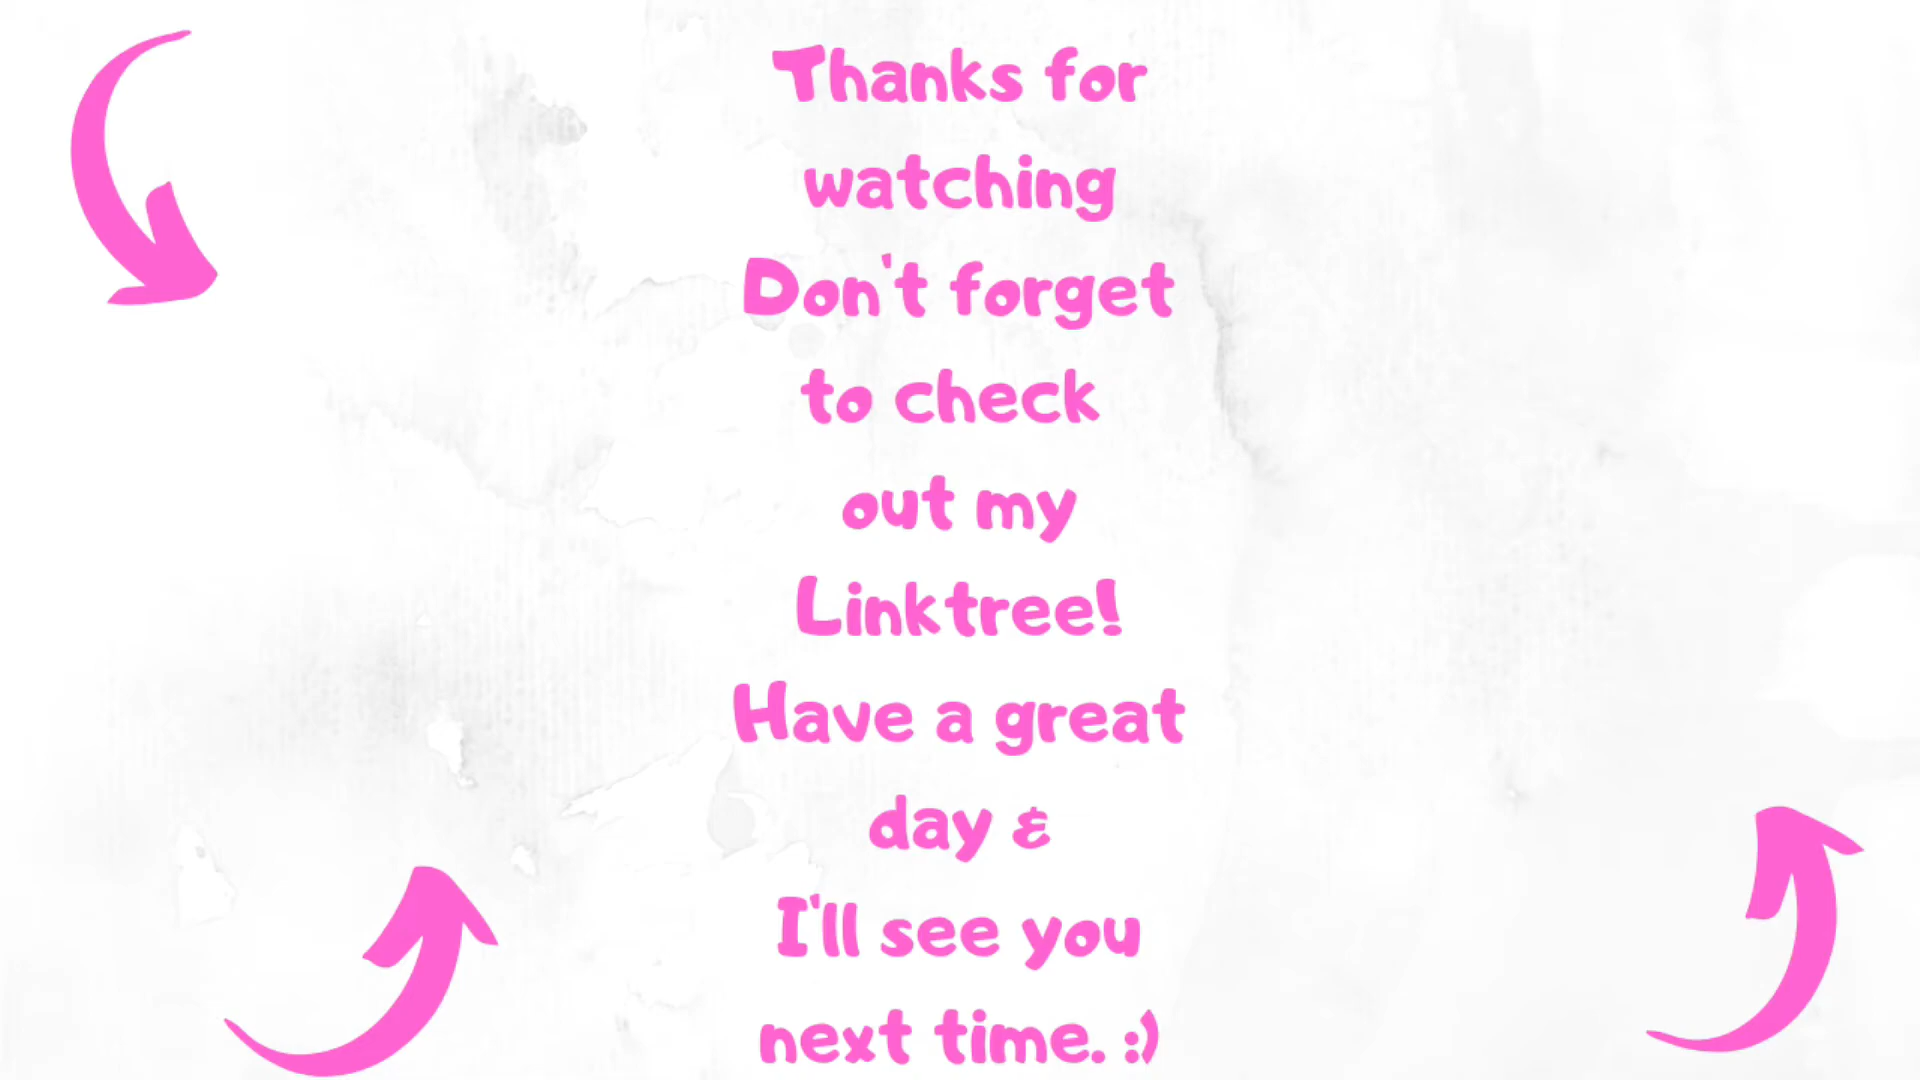 Thanks for
watching
Don't forget
to check
out my
Linktree!
Have a great
day &
I'll see you
next time. :)